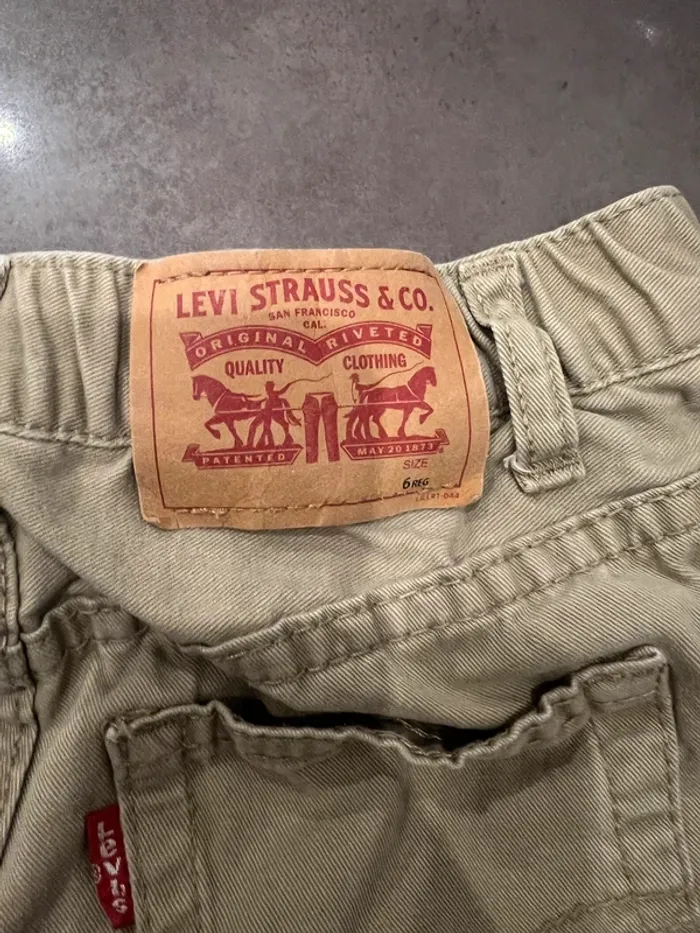 LEVI STRAUSS & CO.
SAN FRANCISCO
CAL.
ORIGINAL RIVETED
QUALITY CLOTHING
PATENTED MAY 20 1873
SIZE
6 REG
LEVI'S
®